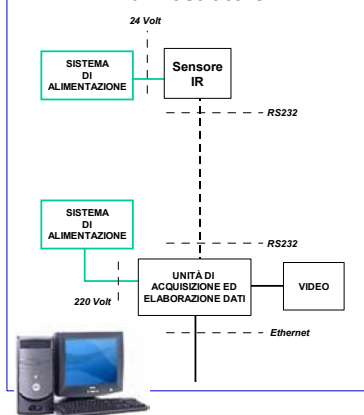 24 Volt
SISTEMA
DI
ALIMENTAZIONE
Sensore
IR
RS232
SISTEMA
DI
ALIMENTAZIONE
RS232
220 Volt
UNITÀ DI
ACQUISIZIONE ED
ELABORAZIONE DATI
VIDEO
Ethernet